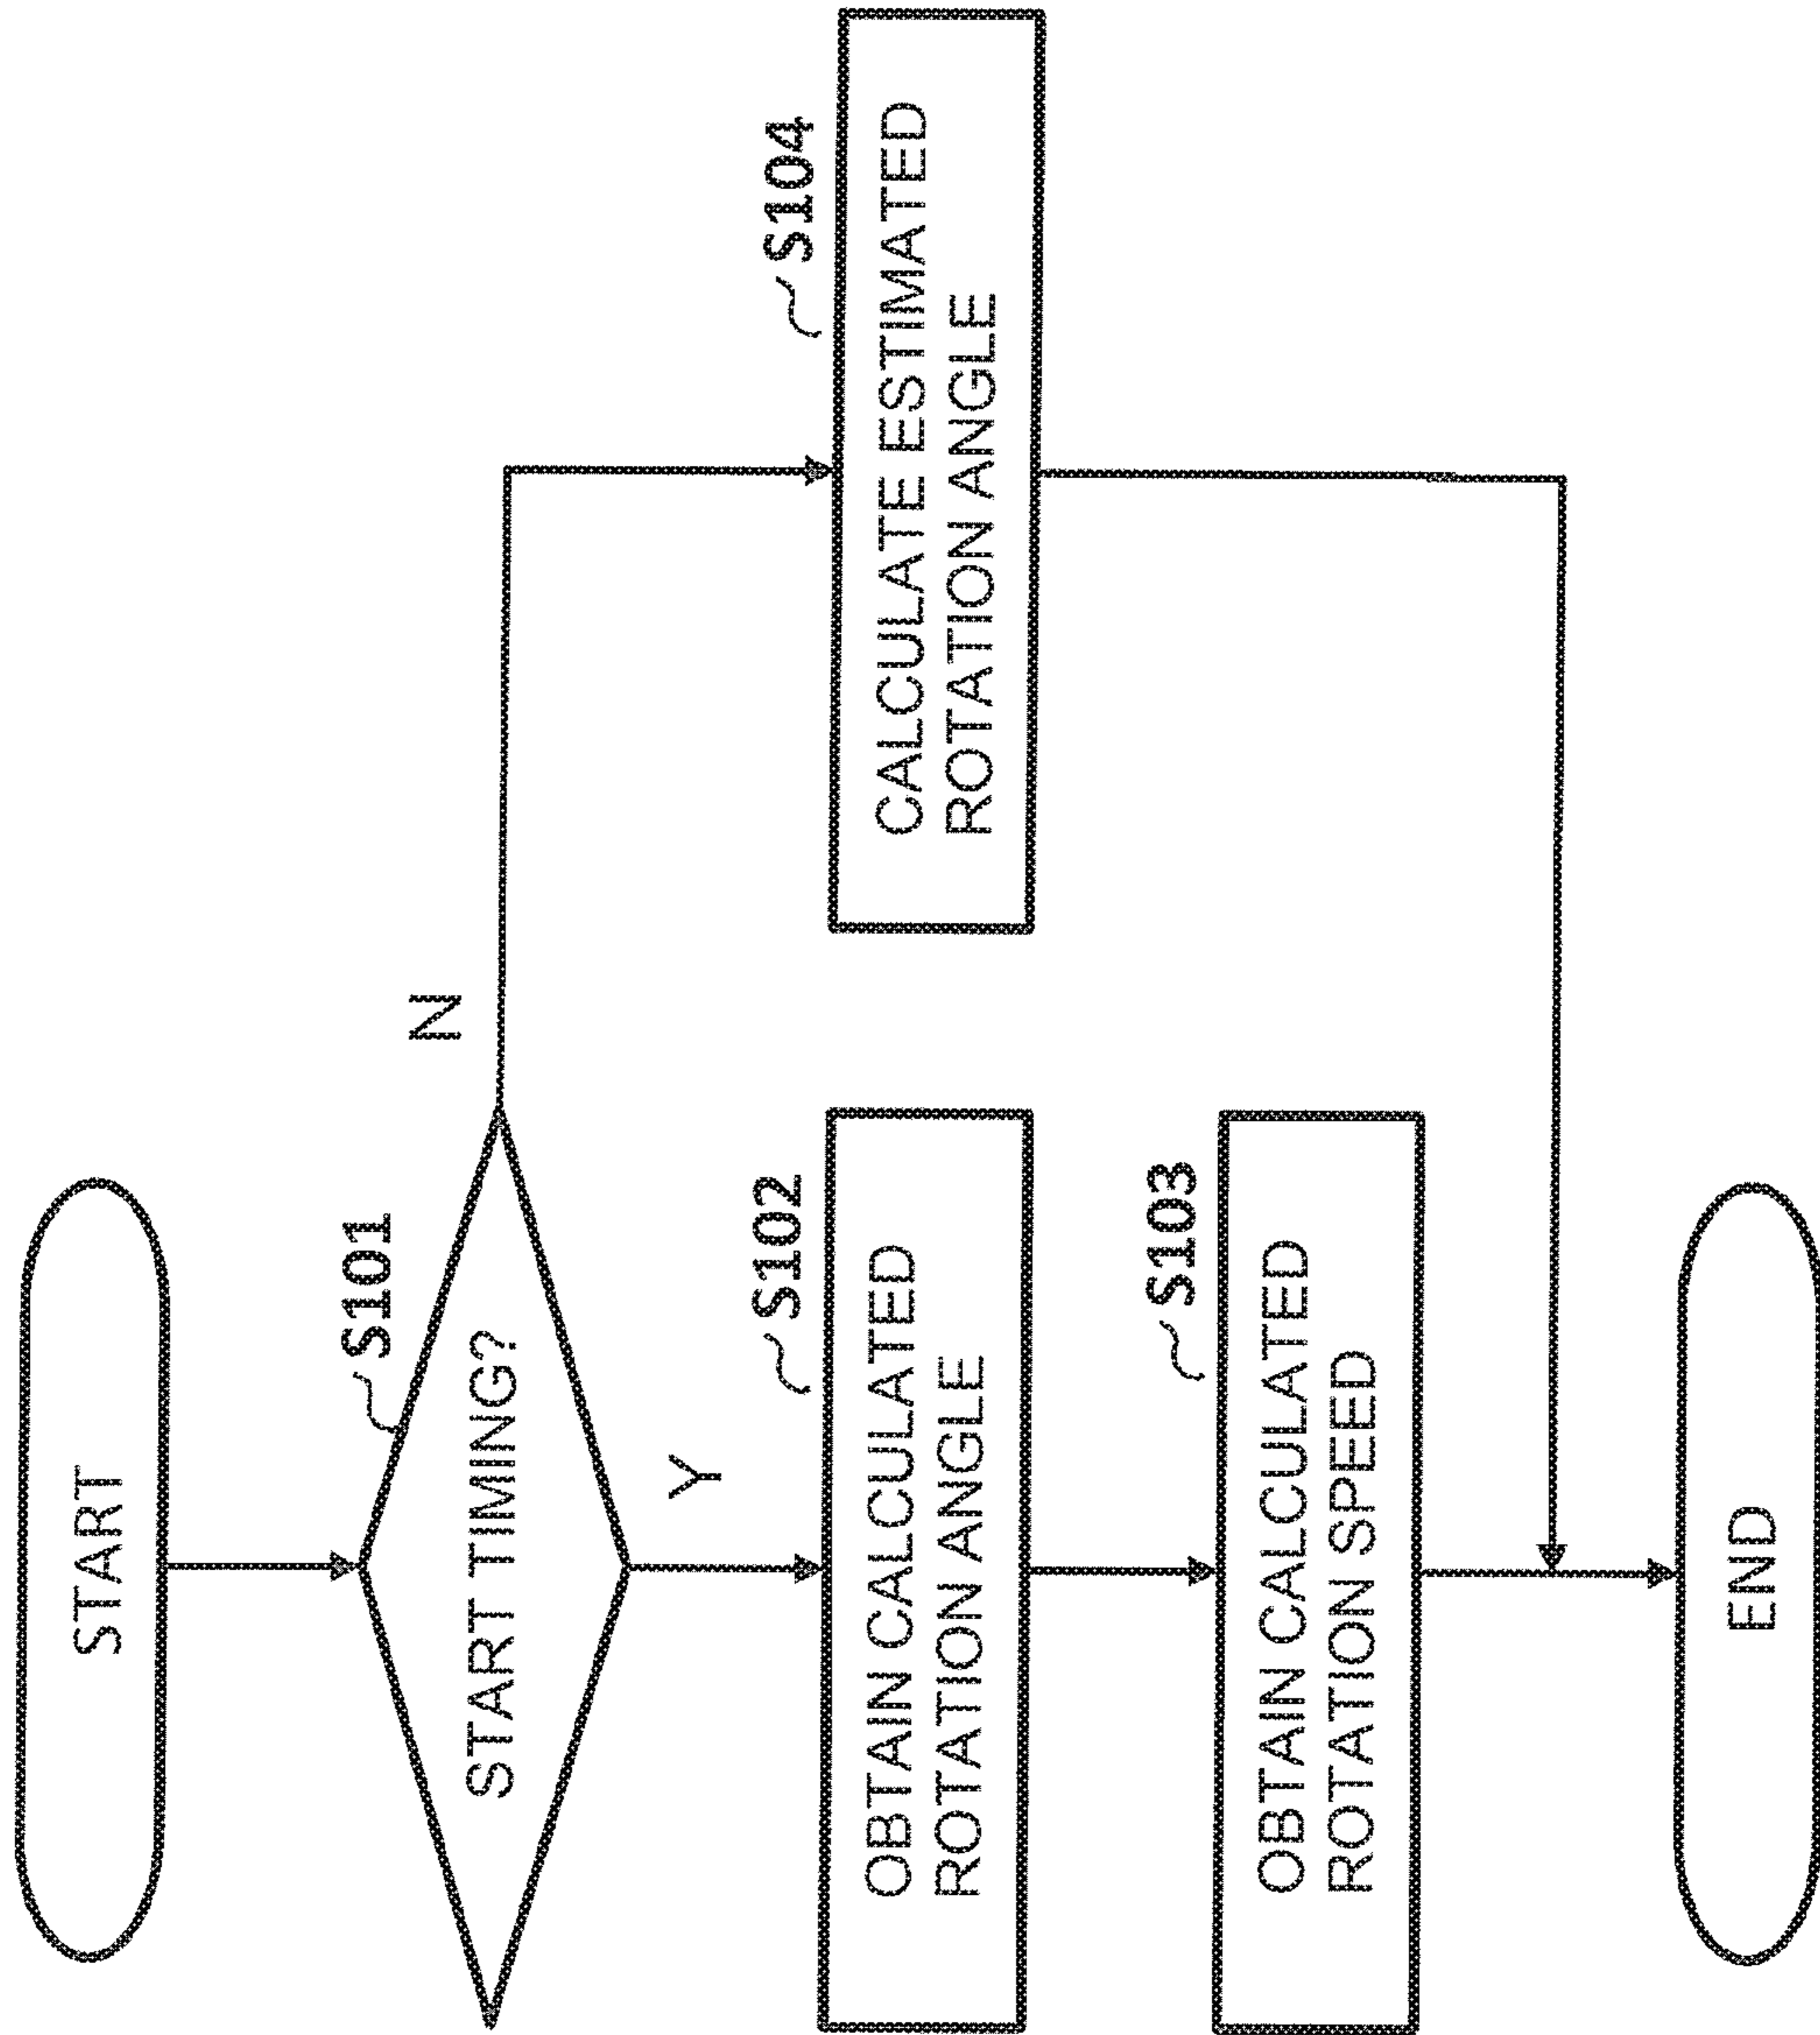 START
S101
START TIMING?
N
Y
S102
OBTAIN CALCULATED
ROTATION ANGLE
S104
CALCULATE ESTIMATED
ROTATION ANGLE
S103
OBTAIN CALCULATED
ROTATION SPEED
END